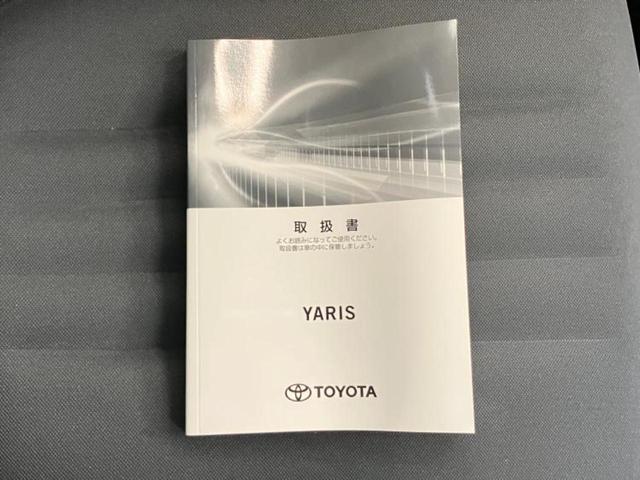 取扱書
よくお読みになってご使用ください。
取扱書は車の中に保管しましょう。
YARIS
TOYOTA